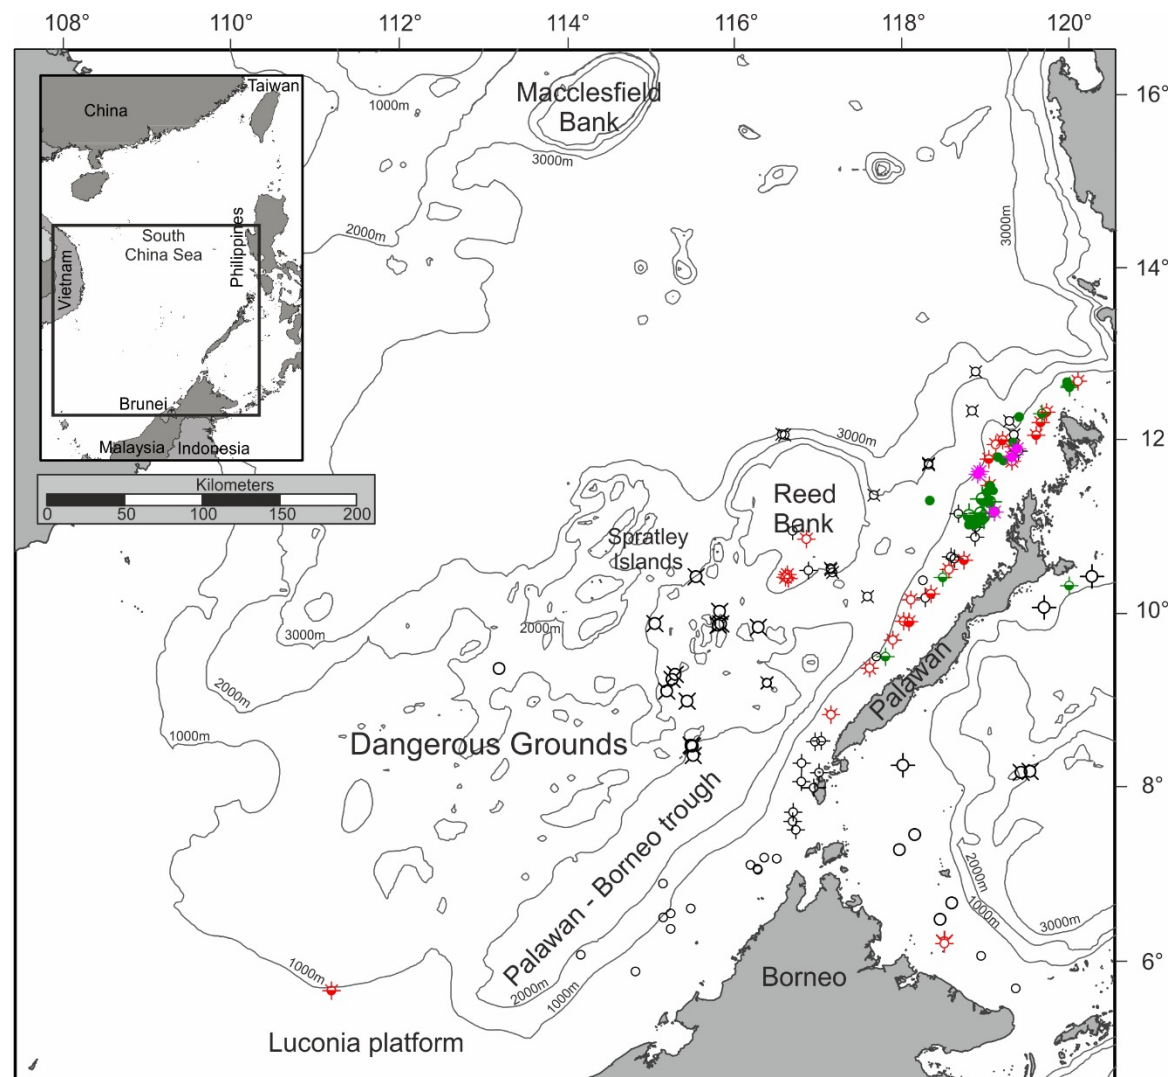 108°
110°
112°
114°
116°
118°
120°
Taiwan
China
1000m
Macclesfield
Bank
16°
3000m
2000m
South
China Sea
Philippines
Vietnam
3000m
14°
Brunei
Malaysia
Indonesia
Kilometers
0
50
100
150
200
3000m
12°
Reed
Bank
Spratley
Islands
2000m
3000m
10°
2000m
Palawan
1000m
Dangerous Grounds
8°
Palawan - Borneo trough
2000m
1000m
3000m
1000m
2000m
1000m
Borneo
6°
Luconia platform